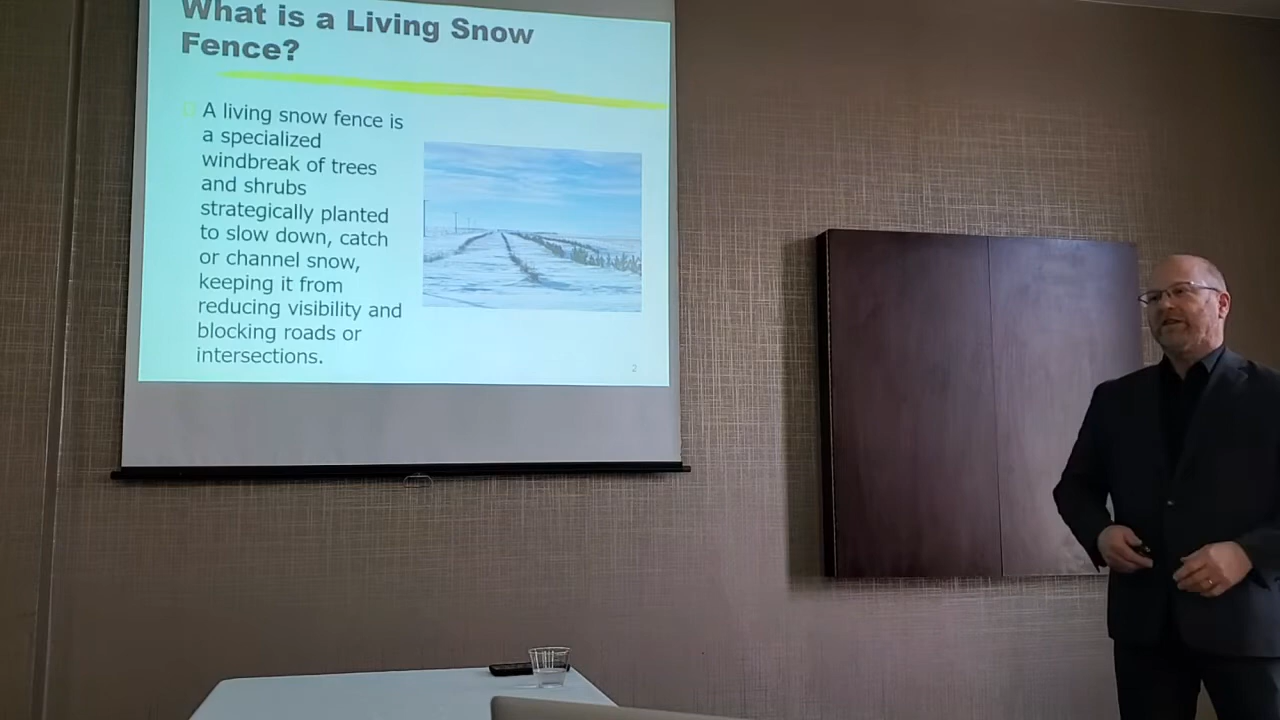 What is a Living Snow
Fence?
A living snow fence is
a specialized
windbreak of trees
and shrubs
strategically planted
to slow down, catch
or channel snow,
keeping it from
reducing visibility and
blocking roads or
intersections.
2